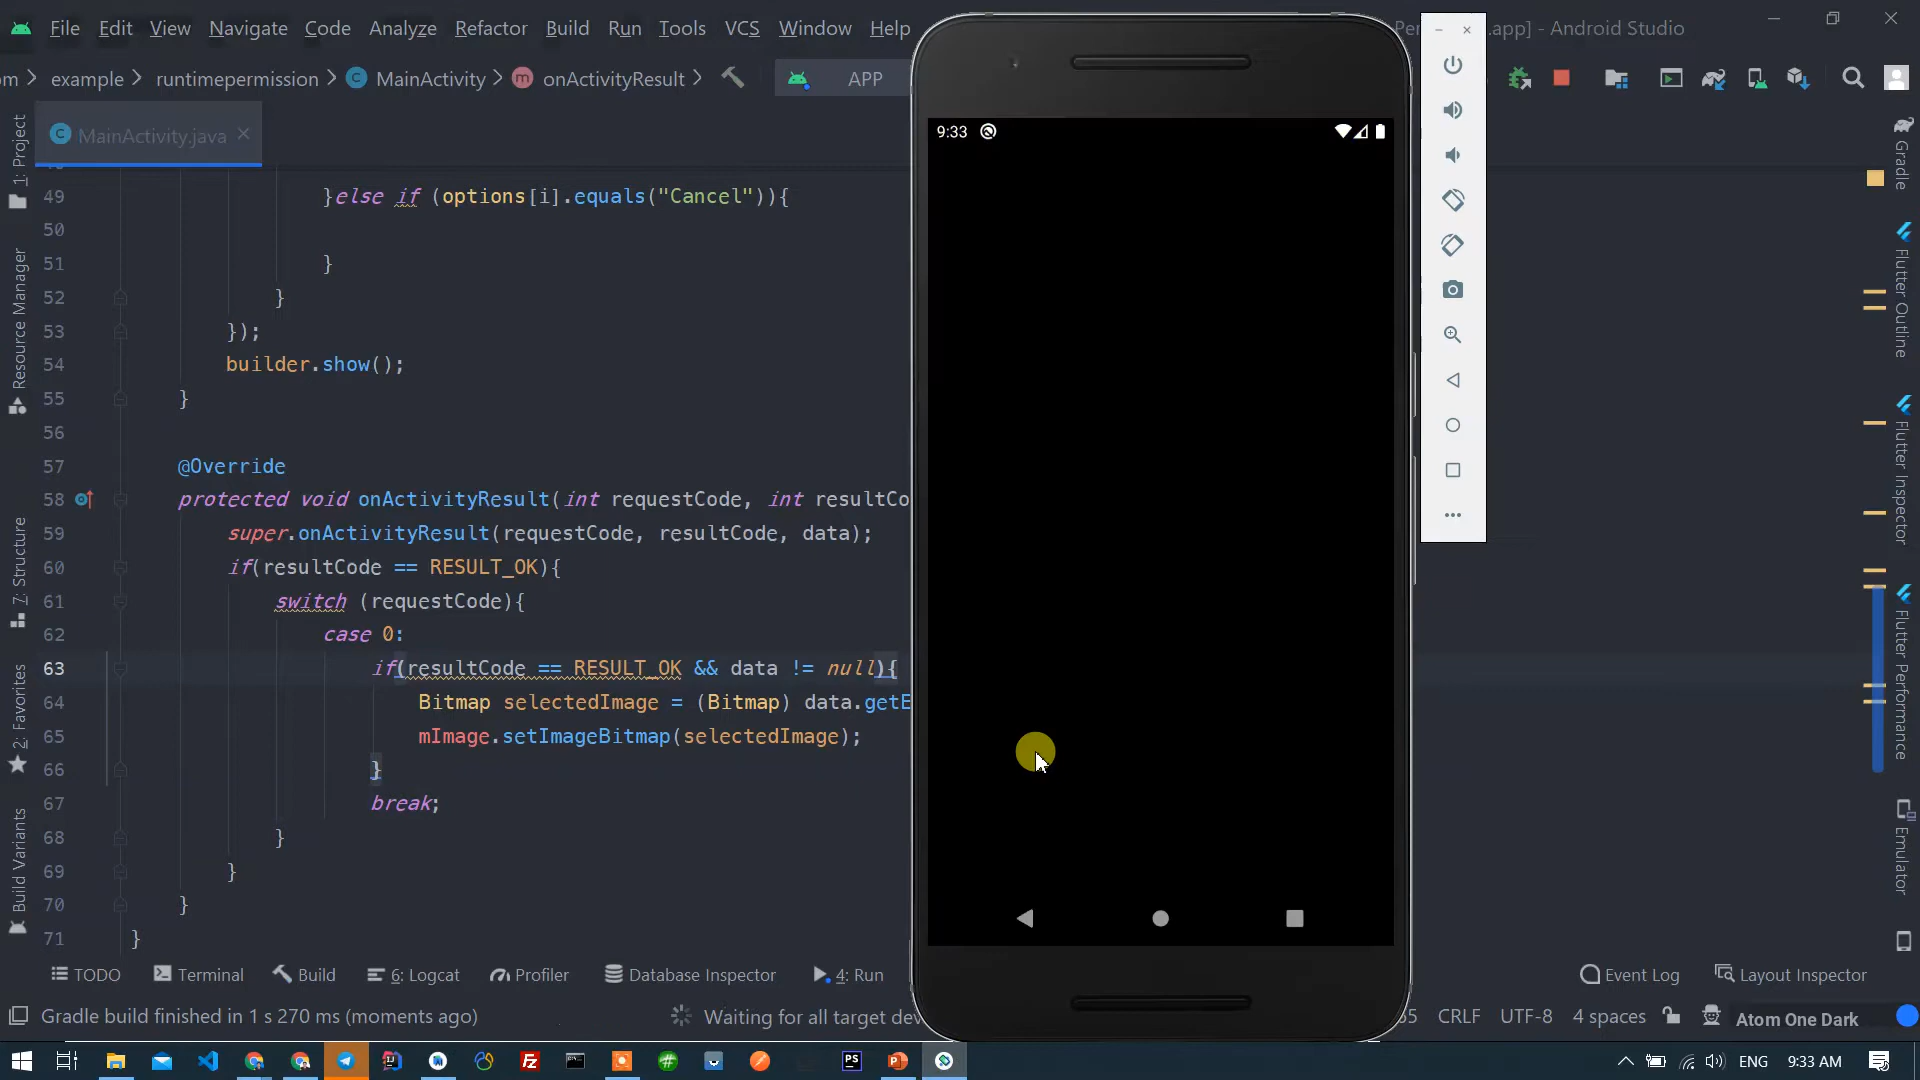 File Edit View Navigate Code Analyze Refactor Build Run Tools VCS Window Help
.app] - Android Studio
example runtimepermission MainActivity onActivityResult APP
MainActivity.java
49 }else if (options[i].equals("Cancel")){
50
51 }
52 }
53 });
54 builder.show();
55 }
56
57 @Override
58 protected void onActivityResult(int requestCode, int resultCo
59 super.onActivityResult(requestCode, resultCode, data);
60 if(resultCode == RESULT_OK){
61 switch (requestCode){
62 case 0:
63 if(resultCode == RESULT_OK && data != null){
64 Bitmap selectedImage = (Bitmap) data.getE
65 mImage.setImageBitmap(selectedImage);
66 }
67 break;
68 }
69 }
70 }
71 }
1: Project
Resource Manager
7: Structure
2: Favorites
Build Variants
9:33
Gradle
Flutter Outline
Flutter Inspector
Flutter Performance
Emulator
TODO Terminal Build 6: Logcat Profiler Database Inspector 4: Run Event Log Layout Inspector
Gradle build finished in 1 s 270 ms (moments ago) Waiting for all target dev CRLF UTF-8 4 spaces Atom One Dark
ENG 9:33 AM